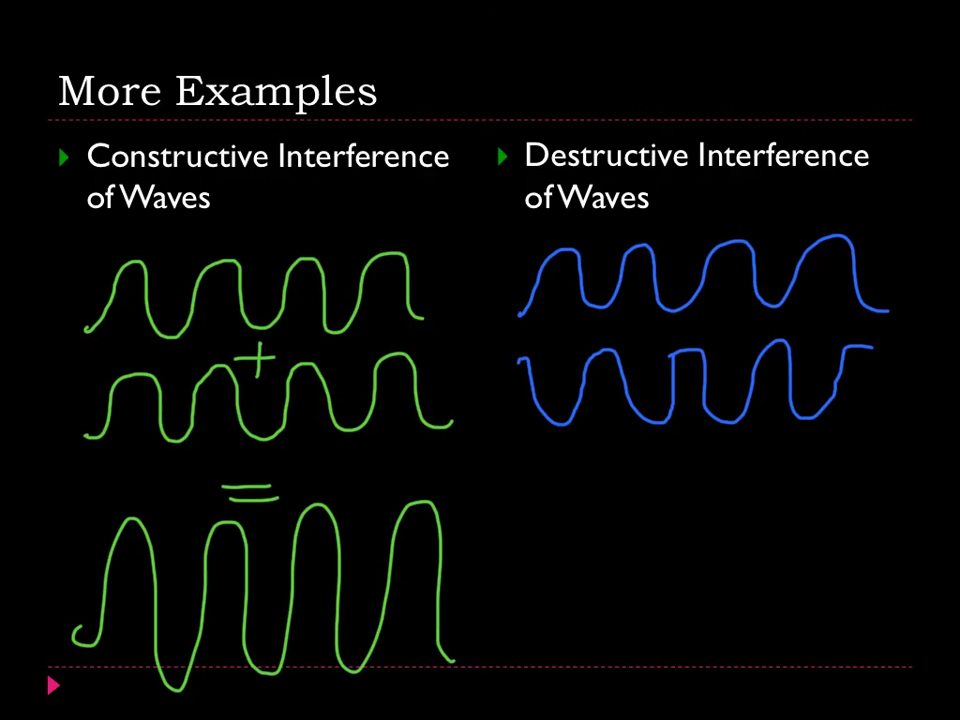 More Examples
Constructive Interference
of Waves
+
=
Destructive Interference
of Waves